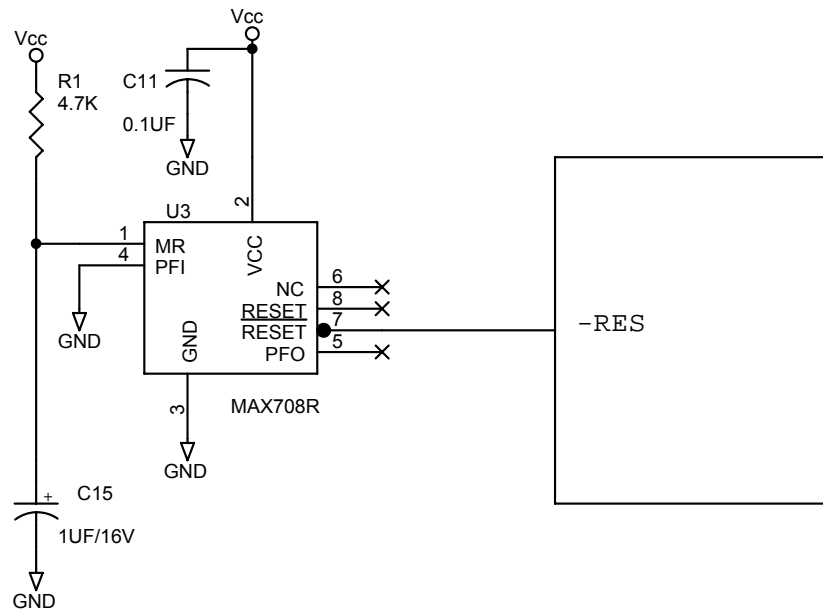 Vcc
Vcc
R1
4.7K
C11
0.1UF
GND
U3
2
1
MR
VCC
4
PFI
6
NC
8
RESET
7
RESET
-RES
5
PFO
GND
GND
3
MAX708R
GND
+
C15
1UF/16V
GND